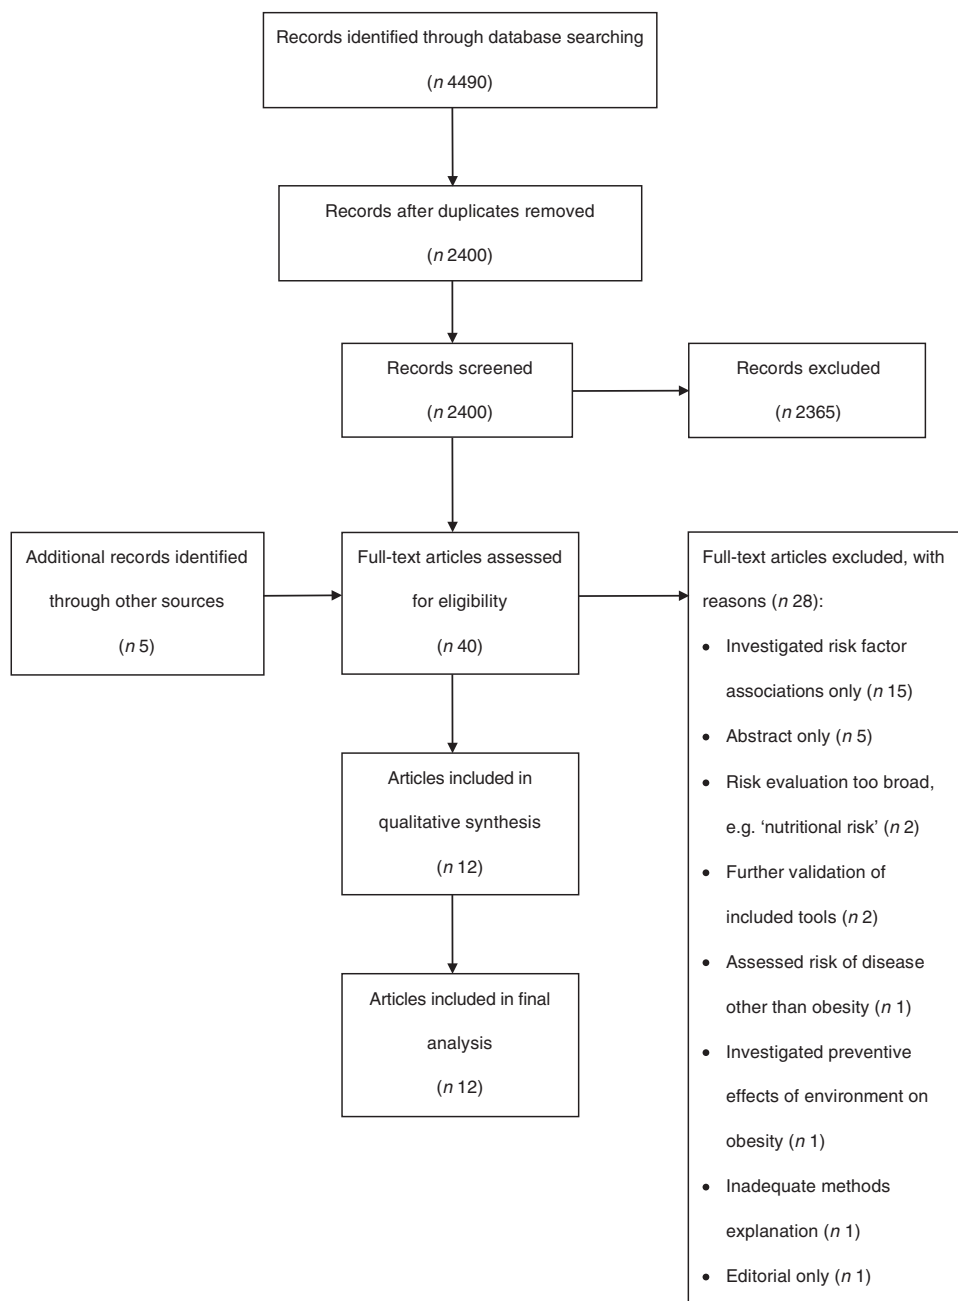 Records identified through database searching
(n 4490)
Records after duplicates removed
(n 2400)
Records screened
(n 2400)
Records excluded
(n 2365)
Additional records identified
through other sources
(n 5)
Full-text articles assessed
for eligibility
(n 40)
Full-text articles excluded, with
reasons (n 28):
• Investigated risk factor
associations only (n 15)
• Abstract only (n 5)
• Risk evaluation too broad,
e.g. ‘nutritional risk’ (n 2)
• Further validation of
included tools (n 2)
• Assessed risk of disease
other than obesity (n 1)
• Investigated preventive
effects of environment on
obesity (n 1)
• Inadequate methods
explanation (n 1)
• Editorial only (n 1)
Articles included in
qualitative synthesis
(n 12)
Articles included in final
analysis
(n 12)